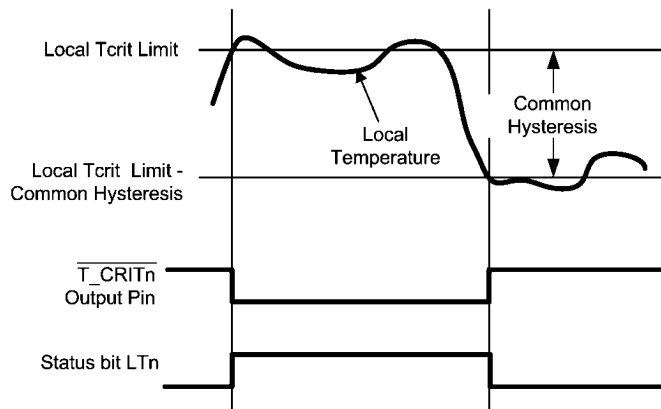 Local Tcrit Limit
Common
Hysteresis
Local
Temperature
Local Tcrit Limit -
Common Hysteresis
T_CRITn
Output Pin
Status bit LTn